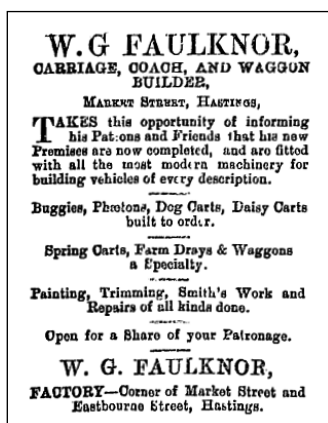 W. G FAULKNOR,
CARRIAGE, COACH, AND WAGGON
BUILDER,
MARKET STREET, HASTINGS,
TAKES this opportunity of informing
his Patrons and Friends that his new
Premises are now completed, and are fitted
with all the most modern machinery for
building vehicles of every description.
Buggies, Phœtons, Dog Carts, Daisy Carts
built to order.
Spring Carts, Farm Drays & Waggons
a Specialty.
Painting, Trimming, Smith's Work and
Repairs of all kinds done.
Open for a Share of your Patronage.
W. G. FAULKNOR,
FACTORY—Corner of Market Street and
Eastbourne Street, Hastings.